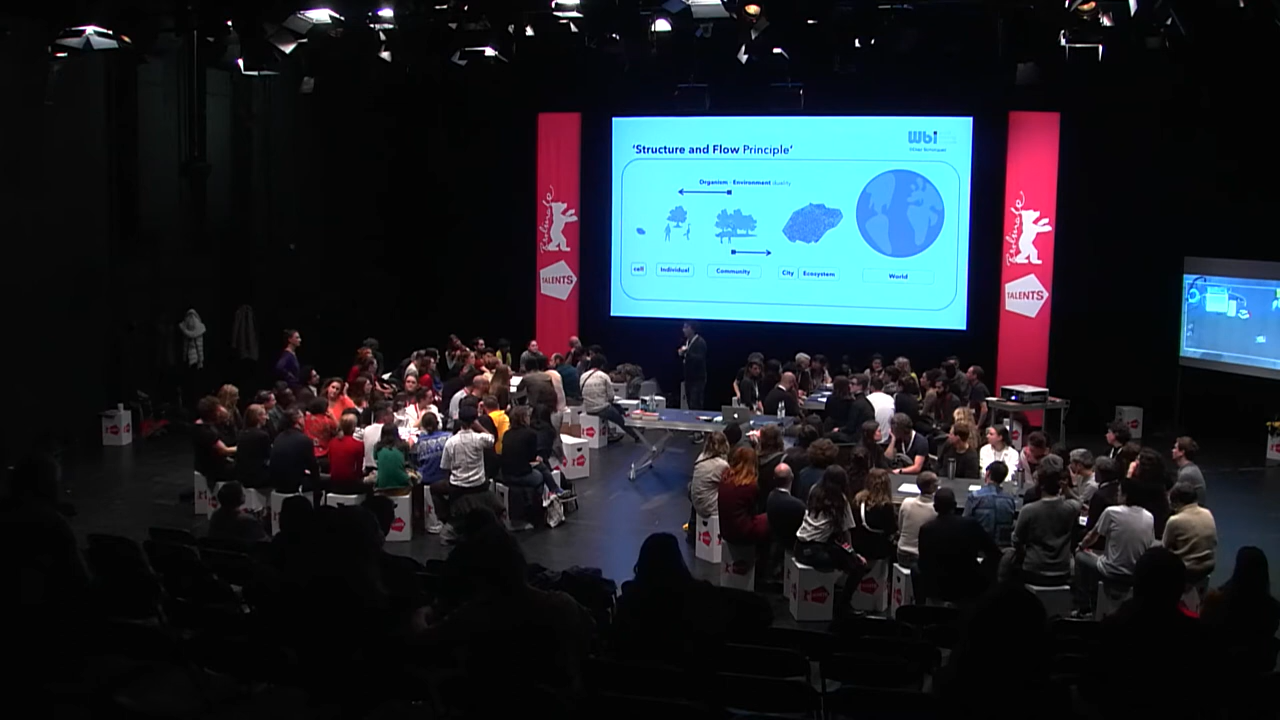 'Structure and Flow Principle'
Wbi
Organism - Environment duality
cell
Individual
Community
City
Ecosystem
World
Berlinale
TALENTS
Berlinale
TALENTS